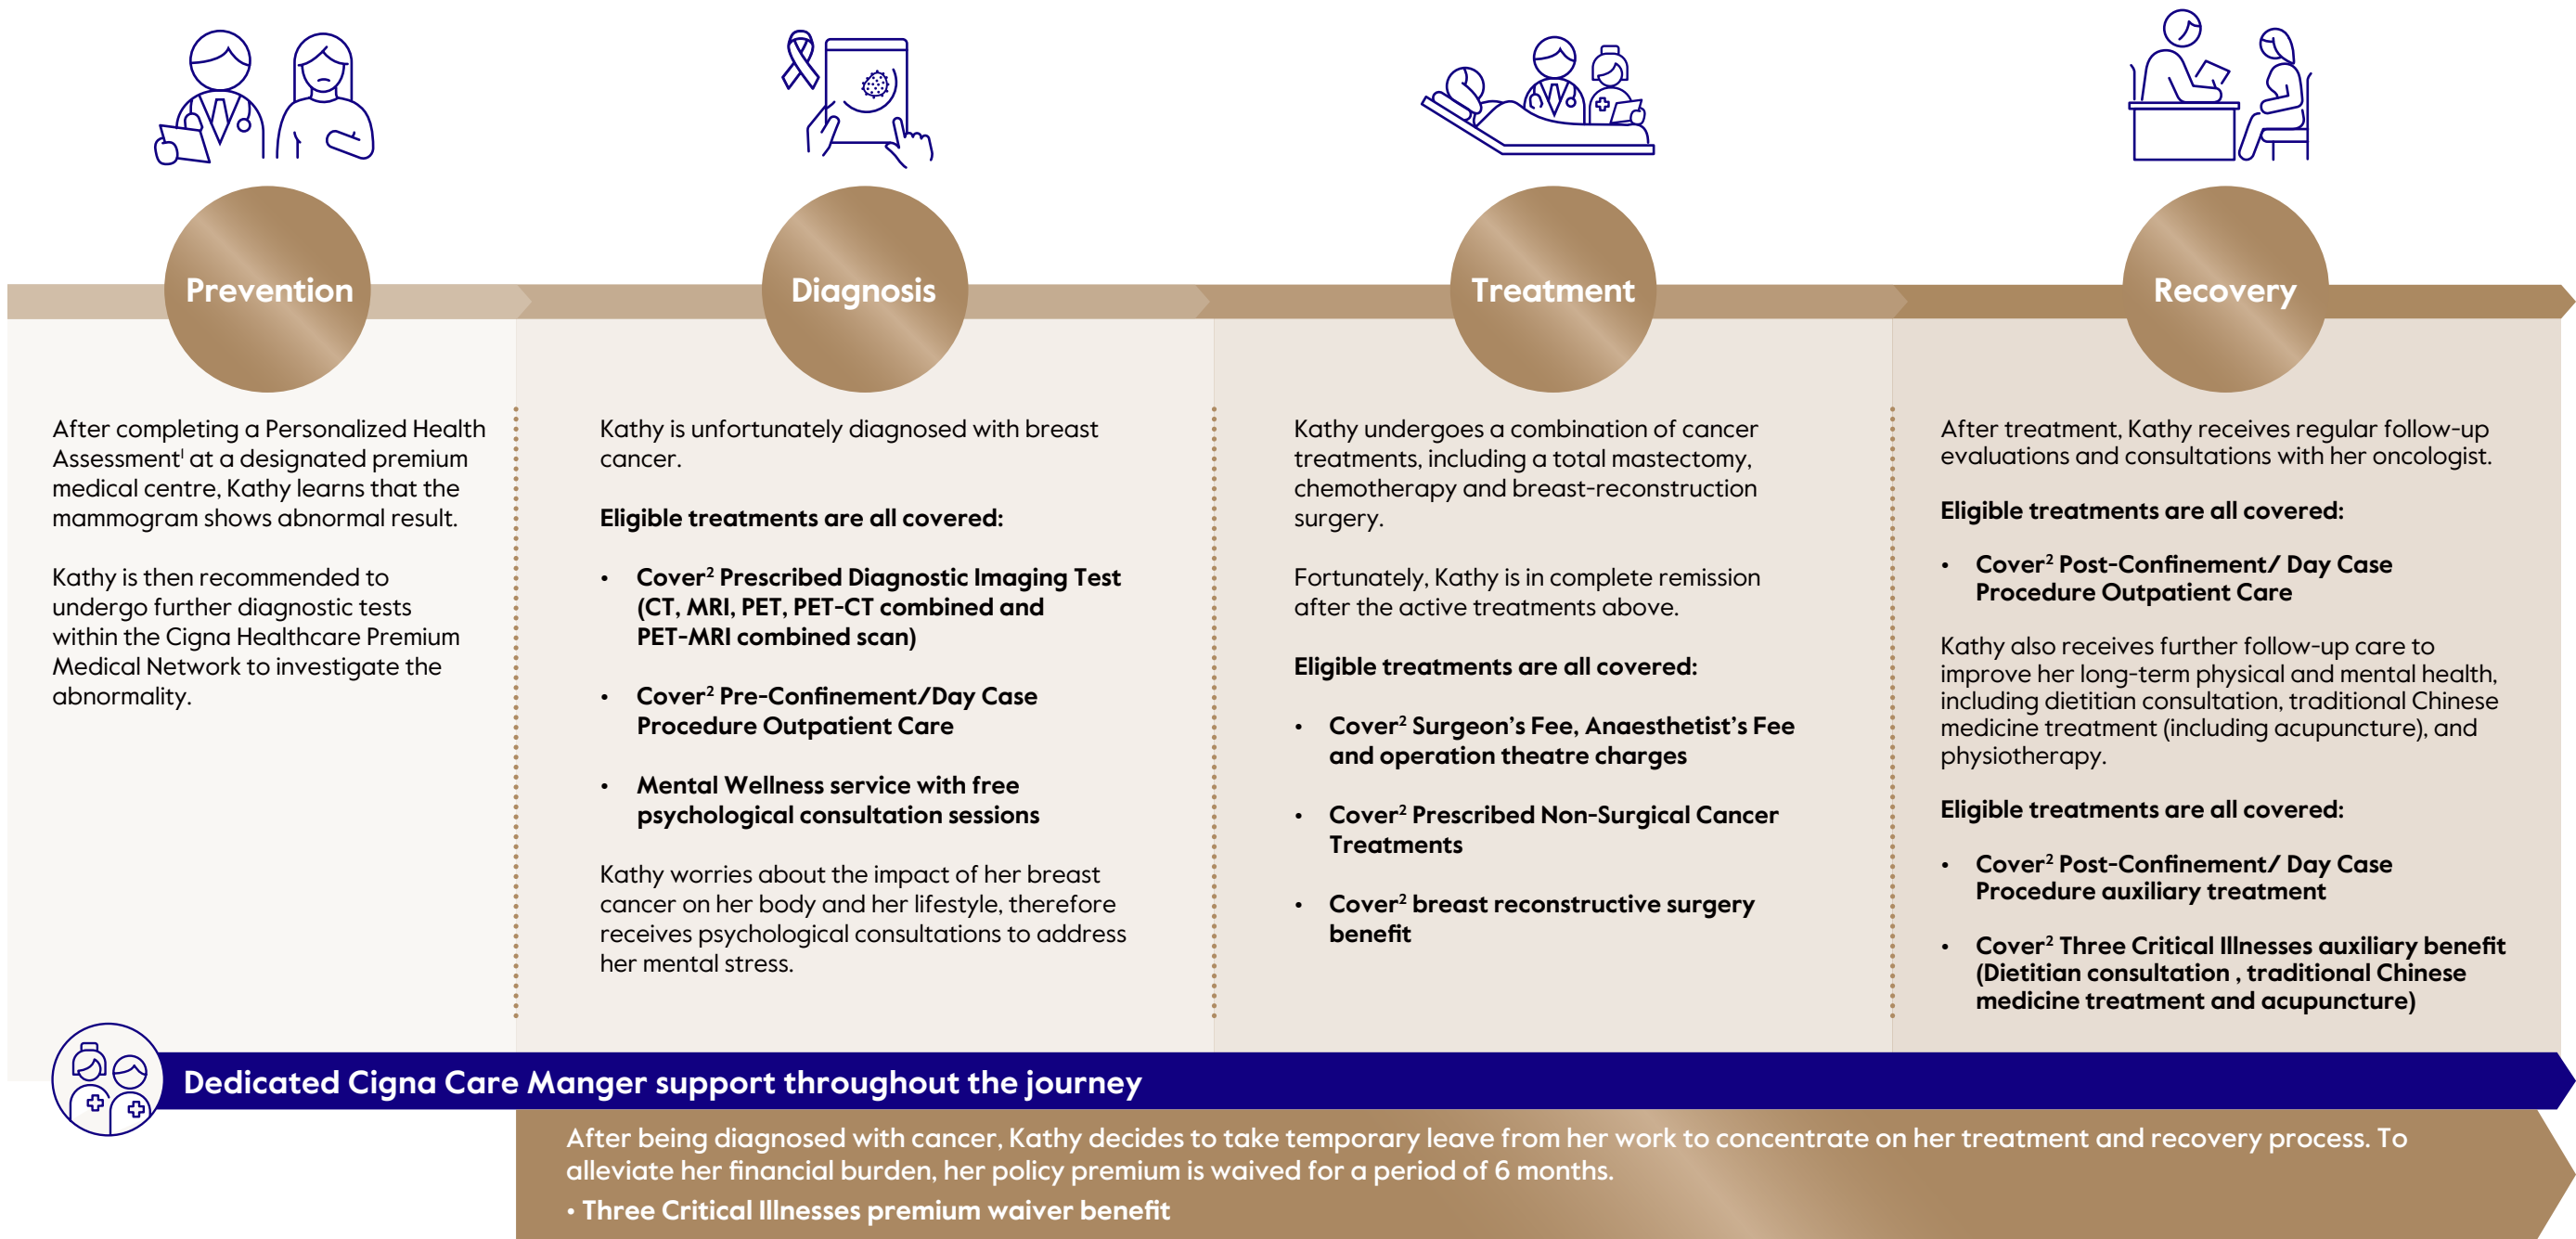 Prevention
After completing a Personalized Health
Assessment¹ at a designated premium
medical centre, Kathy learns that the
mammogram shows abnormal result.
Kathy is then recommended to
undergo further diagnostic tests
within the Cigna Healthcare Premium
Medical Network to investigate the
abnormality.
Diagnosis
Kathy is unfortunately diagnosed with breast
cancer.
Eligible treatments are all covered:
• Cover² Prescribed Diagnostic Imaging Test
(CT, MRI, PET, PET-CT combined and
PET-MRI combined scan)
• Cover² Pre-Confinement/Day Case
Procedure Outpatient Care
• Mental Wellness service with free
psychological consultation sessions
Kathy worries about the impact of her breast
cancer on her body and her lifestyle, therefore
receives psychological consultations to address
her mental stress.
Treatment
Kathy undergoes a combination of cancer
treatments, including a total mastectomy,
chemotherapy and breast-reconstruction
surgery.
Fortunately, Kathy is in complete remission
after the active treatments above.
Eligible treatments are all covered:
• Cover² Surgeon's Fee, Anaesthetist's Fee
and operation theatre charges
• Cover² Prescribed Non-Surgical Cancer
Treatments
• Cover² breast reconstructive surgery
benefit
Recovery
After treatment, Kathy receives regular follow-up
evaluations and consultations with her oncologist.
Eligible treatments are all covered:
• Cover² Post-Confinement/ Day Case
Procedure Outpatient Care
Kathy also receives further follow-up care to
improve her long-term physical and mental health,
including dietitian consultation, traditional Chinese
medicine treatment (including acupuncture), and
physiotherapy.
Eligible treatments are all covered:
• Cover² Post-Confinement/ Day Case
Procedure auxiliary treatment
• Cover² Three Critical Illnesses auxiliary benefit
(Dietitian consultation , traditional Chinese
medicine treatment and acupuncture)
Dedicated Cigna Care Manger support throughout the journey
After being diagnosed with cancer, Kathy decides to take temporary leave from her work to concentrate on her treatment and recovery process. To
alleviate her financial burden, her policy premium is waived for a period of 6 months.
• Three Critical Illnesses premium waiver benefit